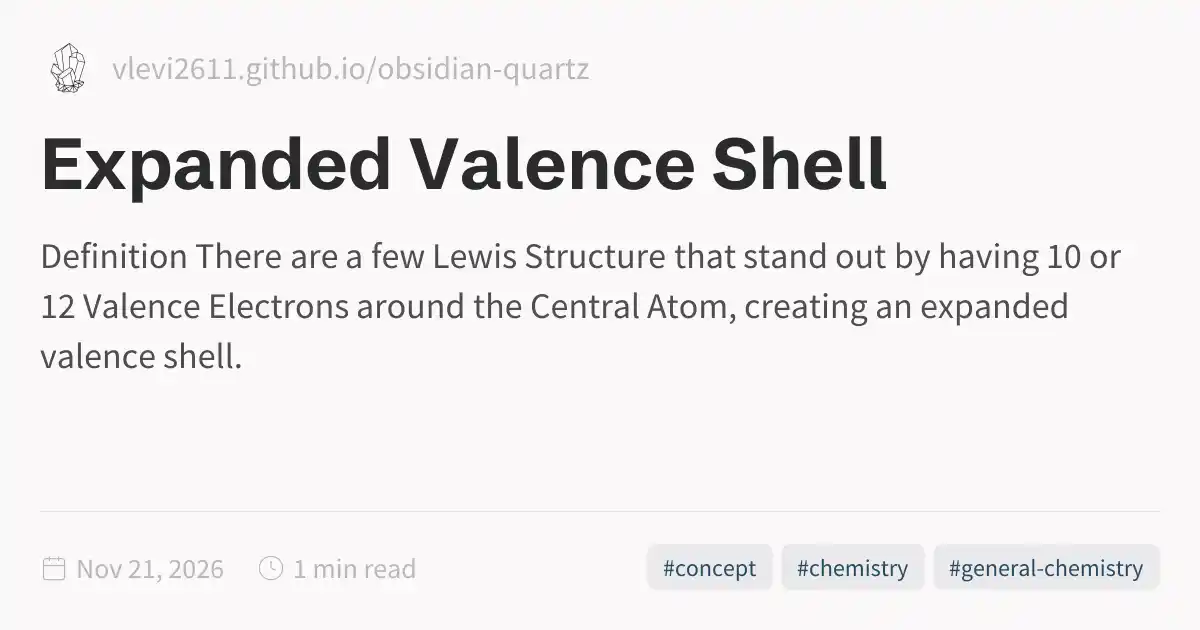 vlevi2611.github.io/obsidian-quartz
Expanded Valence Shell
Definition There are a few Lewis Structure that stand out by having 10 or
12 Valence Electrons around the Central Atom, creating an expanded
valence shell.
Nov 21, 2026 1 min read #concept #chemistry #general-chemistry